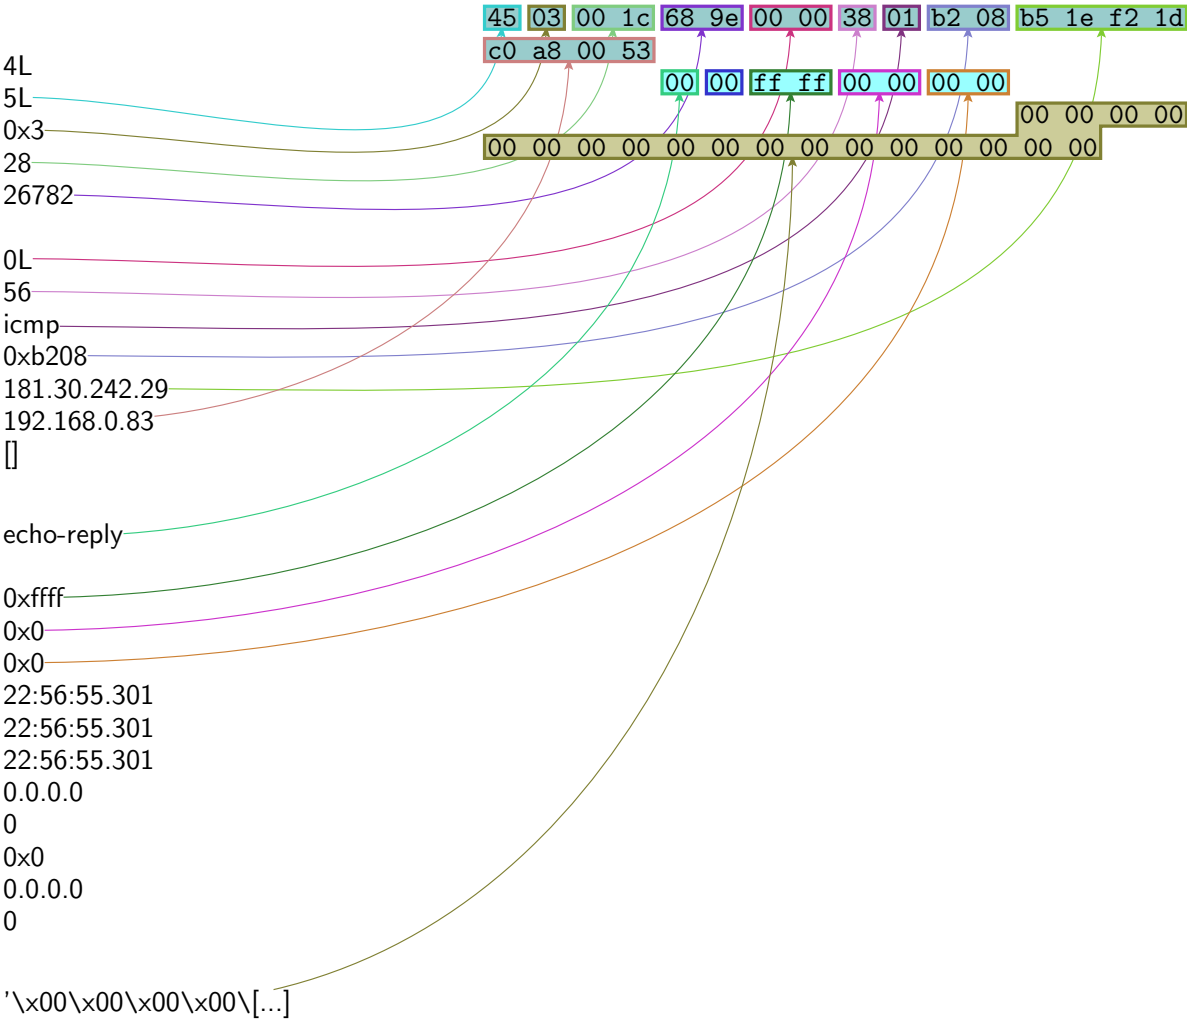 45 03 00 1c 68 9e 00 00 38 01 b2 08 b5 1e f2 1d
c0 a8 00 53
4L
00 00 ff ff 00 00 00 00
5L
00 00 00 00
0x3
00 00 00 00 00 00 00 00 00 00 00 00 00 00
28
26782
0L
56
icmp
0xb208
181.30.242.29
192.168.0.83
[]
echo-reply
0xffff
0x0
0x0
22:56:55.301
22:56:55.301
22:56:55.301
0.0.0.0
0
0x0
0.0.0.0
0
'\x00\x00\x00\x00\[...]